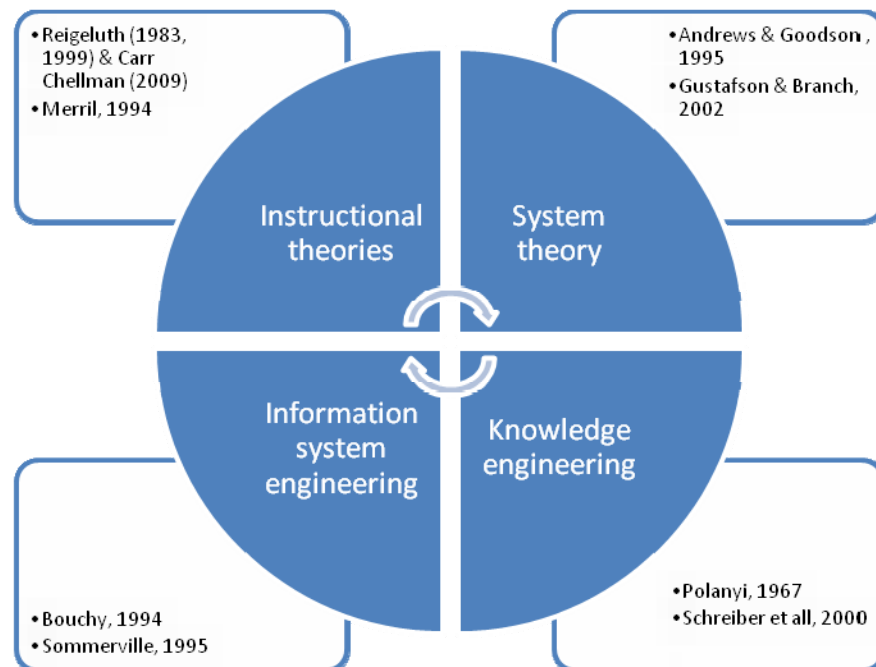 •Reigeluth (1983,
1999) & Carr
Chellman (2009)
•Merril, 1994
•Andrews & Goodson ,
1995
•Gustafson & Branch,
2002
Instructional
theories
System
theory
Information
system
engineering
Knowledge
engineering
•Bouchy, 1994
•Sommerville, 1995
•Polanyi, 1967
•Schreiber et all, 2000